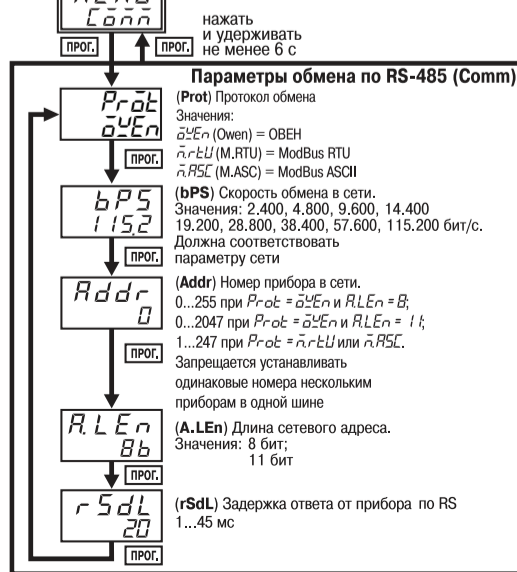 Conn
нажать
и удерживать
ПРОГ. ПРОГ. не менее 6 с
Параметры обмена по RS-485 (Comm)
Prot
oYEn
(Prot) Протокол обмена
Значения:
oYEn (Owen) = ОВЕН
ñ.rtU (M.RTU) = ModBus RTU
ñ.ASC (M.ASC) = ModBus ASCII
ПРОГ.
bPS
115,2
(bPS) Скорость обмена в сети.
Значения: 2.400, 4.800, 9.600, 14.400
19.200, 28.800, 38.400, 57.600, 115.200 бит/с.
Должна соответствовать
параметру сети
ПРОГ.
Addr
0
(Addr) Номер прибора в сети.
0...255 при Prot = oYEn и A.LEn = 8;
0...2047 при Prot = oYEn и A.LEn = 11;
1...247 при Prot = ñ.rtU или ñ.ASC.
Запрещается устанавливать
одинаковые номера нескольким
приборам в одной шине
ПРОГ.
A.LEn
8b
(A.LEn) Длина сетевого адреса.
Значения: 8 бит;
11 бит
ПРОГ.
rSdL
20
(rSdL) Задержка ответа от прибора по RS
1...45 мс
ПРОГ.